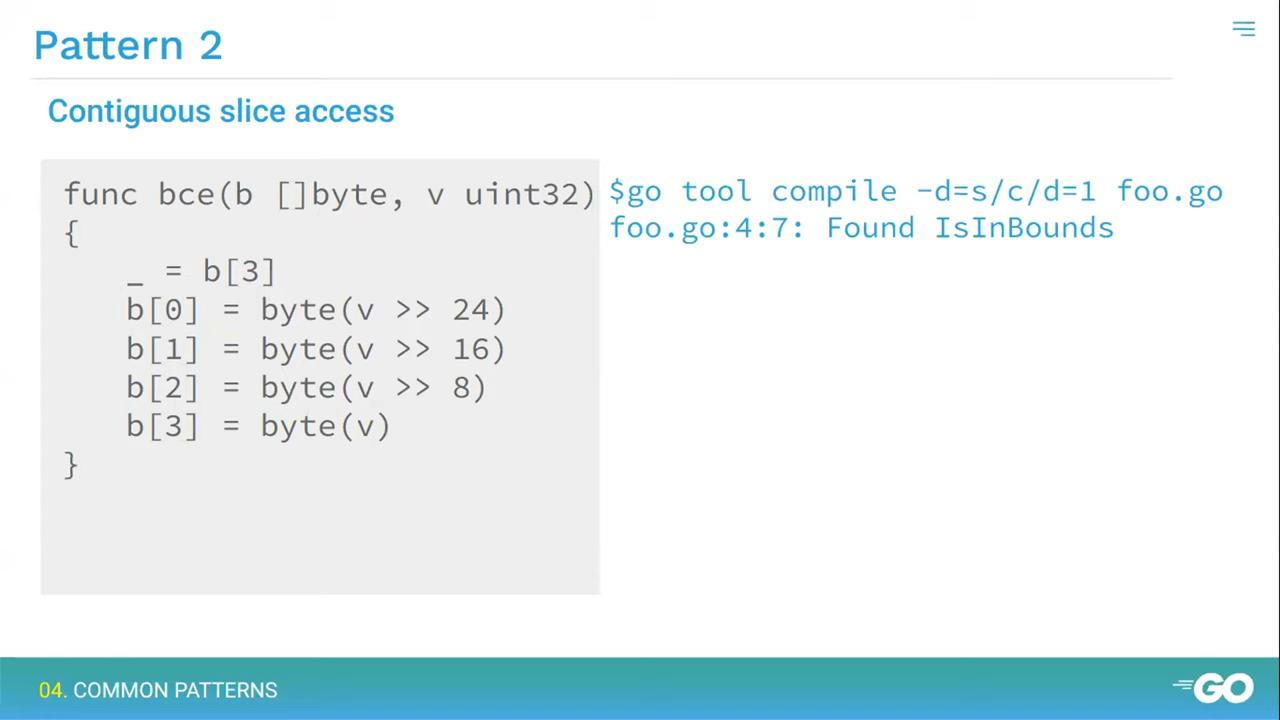 Pattern 2
Contiguous slice access
func bce(b []byte, v uint32)
{
_ = b[3]
b[0] = byte(v >> 24)
b[1] = byte(v >> 16)
b[2] = byte(v >> 8)
b[3] = byte(v)
}
$go tool compile -d=s/c/d=1 foo.go
foo.go:4:7: Found IsInBounds
04. COMMON PATTERNS
GO